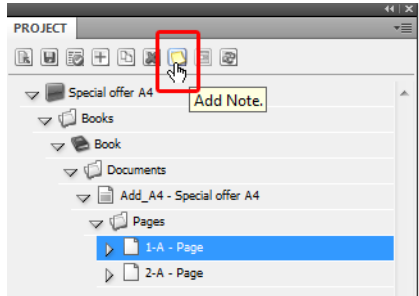 PROJECT
Add Note.
Special offer A4
Books
Book
Documents
Add_A4 - Special offer A4
Pages
1-A - Page
2-A - Page